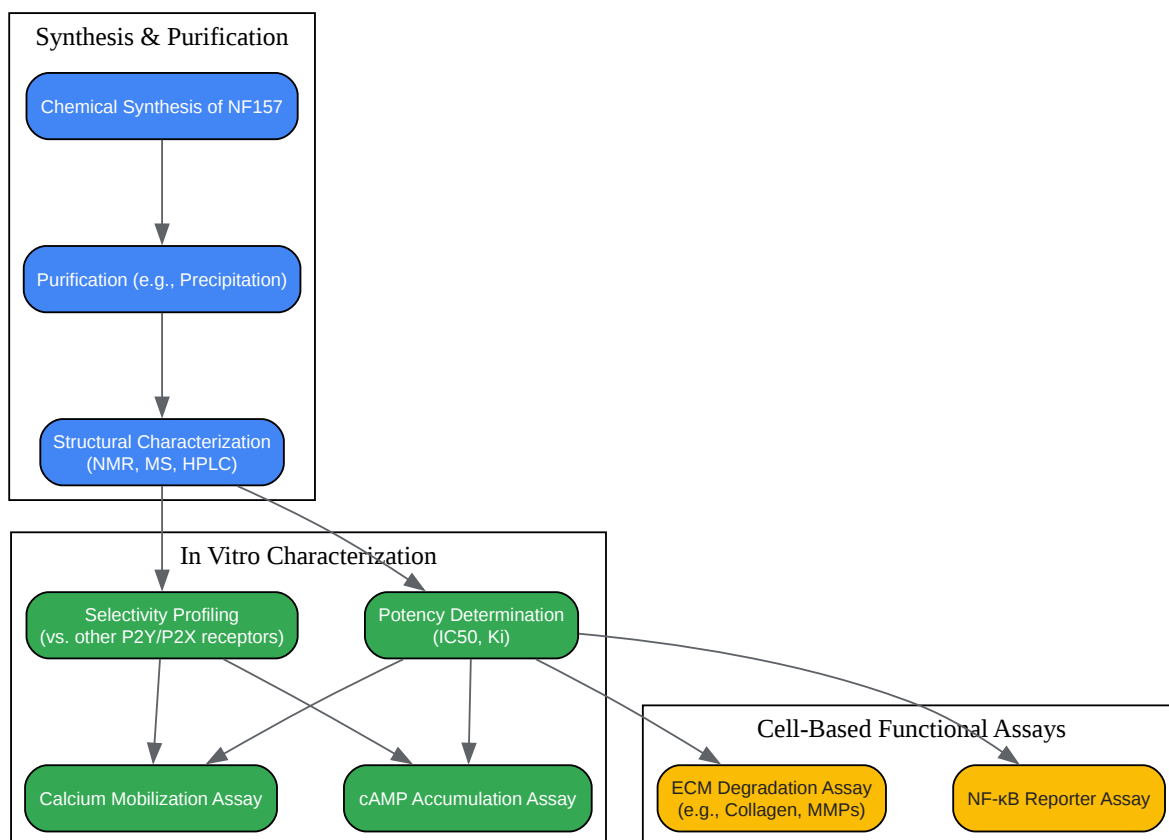 Synthesis & Purification
Chemical Synthesis of NF157
Purification (e.g., Precipitation)
Structural Characterization
(NMR, MS, HPLC)
In Vitro Characterization
Selectivity Profiling
(vs. other P2Y/P2X receptors)
Potency Determination
(IC50, Ki)
Calcium Mobilization Assay
cAMP Accumulation Assay
Cell-Based Functional Assays
ECM Degradation Assay
(e.g., Collagen, MMPs)
NF-κB Reporter Assay